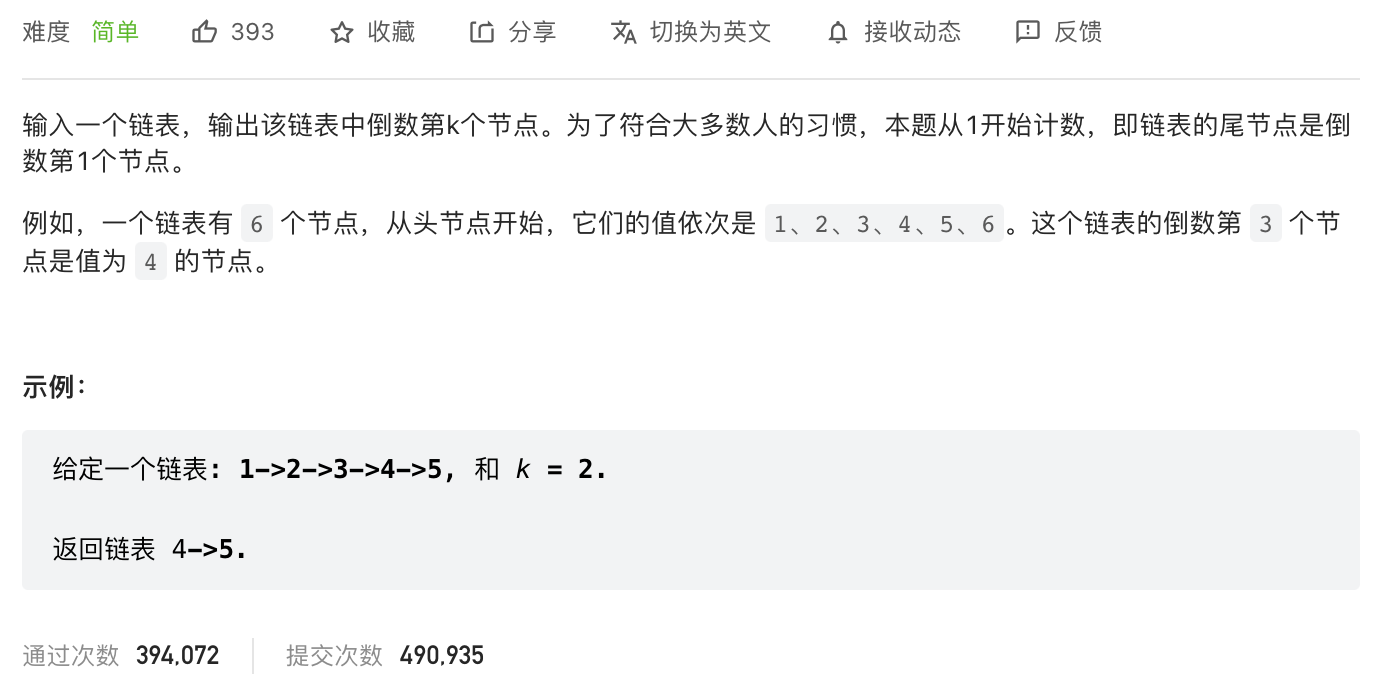 难度 简单 393 收藏 分享 切换为英文 接收动态 反馈
输入一个链表，输出该链表中倒数第k个节点。为了符合大多数人的习惯，本题从1开始计数，即链表的尾节点是倒
数第1个节点。
例如，一个链表有 6 个节点，从头节点开始，它们的值依次是 1、2、3、4、5、6。这个链表的倒数第 3 个节
点是值为 4 的节点。
示例：
给定一个链表: 1->2->3->4->5, 和 k = 2.
返回链表 4->5.
通过次数 394,072 提交次数 490,935